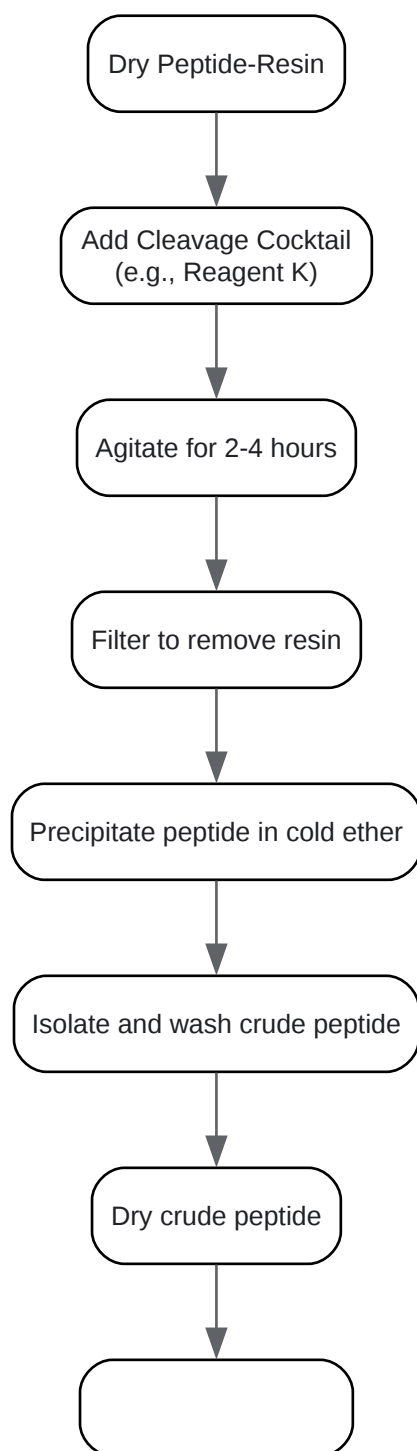 Dry Peptide-Resin
Add Cleavage Cocktail
(e.g., Reagent K)
Agitate for 2-4 hours
Filter to remove resin
Precipitate peptide in cold ether
Isolate and wash crude peptide
Dry crude peptide